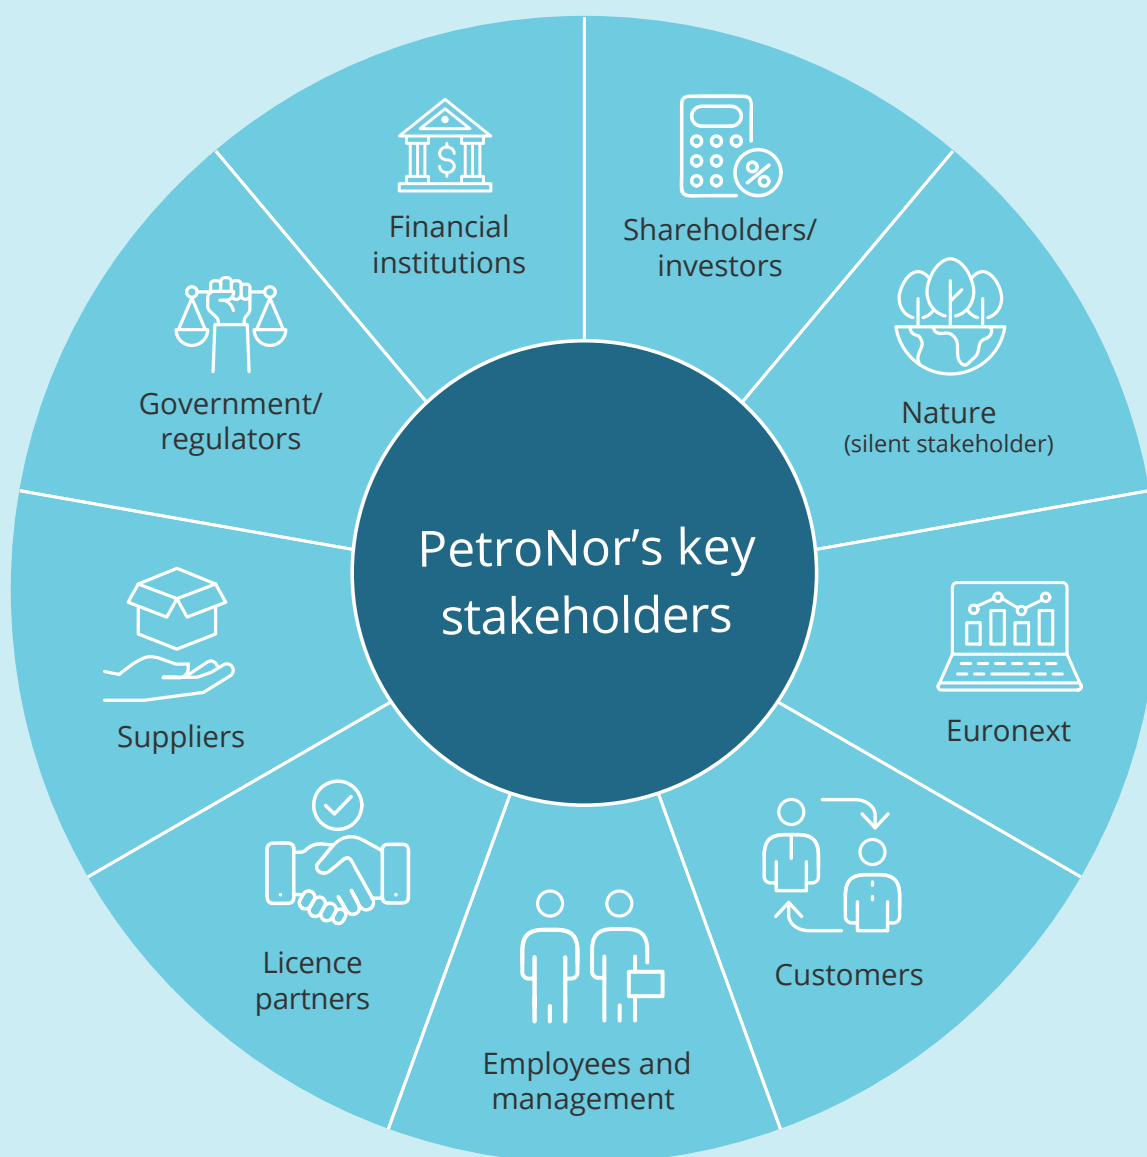 PetroNor’s key
stakeholders
Shareholders/
investors
Nature
(silent stakeholder)
Euronext
Customers
Employees and
management
Licence
partners
Suppliers
Government/
regulators
Financial
institutions
$
%